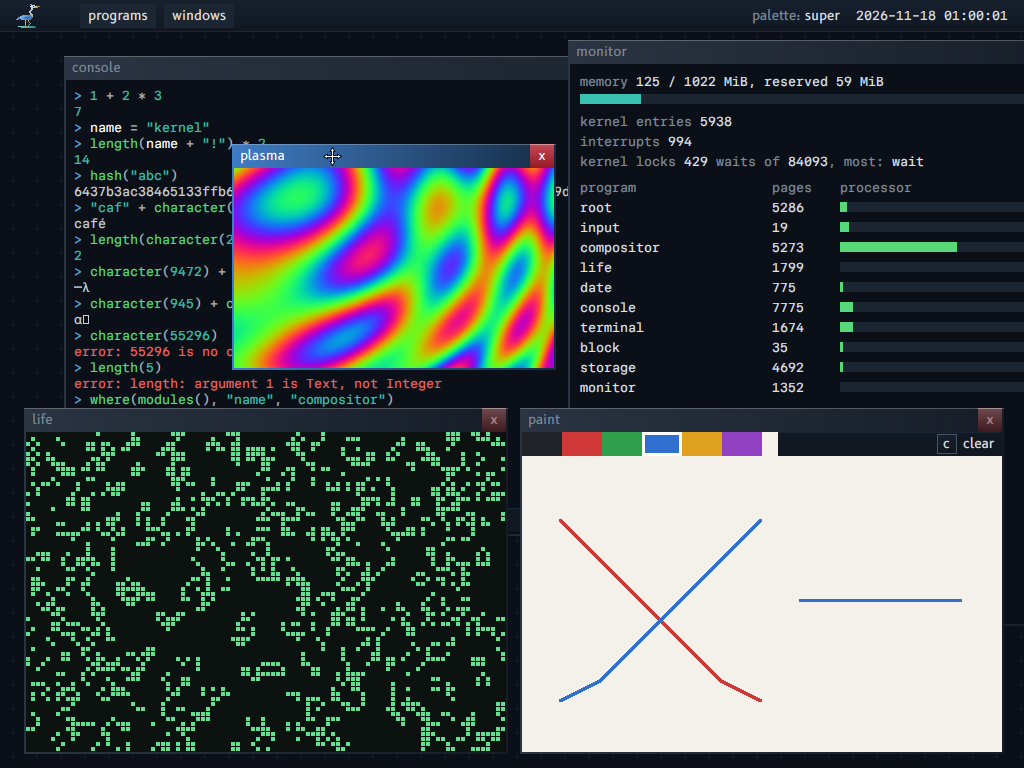 programs windows palette: super 2026-11-18 01:00:01
console
> 1 + 2 * 3
7
> name = "kernel"
> length(name + "!") * 2
14
> hash("abc")
6437b3ac38465133ffb6
> "caf" + character(
café
> length(character(2
2
> character(9472) +
─λ
> character(945) + c
α
> character(55296)
error: 55296 is no c
> length(5)
error: length: argument 1 is Text, not Integer
> where(modules(), "name", "compositor")
plasma x
monitor
memory 125 / 1022 MiB, reserved 59 MiB
kernel entries 5938
interrupts 994
kernel locks 429 waits of 84093, most: wait
program pages processor
root 5286
input 19
compositor 5273
life 1799
date 775
console 7775
terminal 1674
block 35
storage 4692
monitor 1352
life x
paint x
c clear